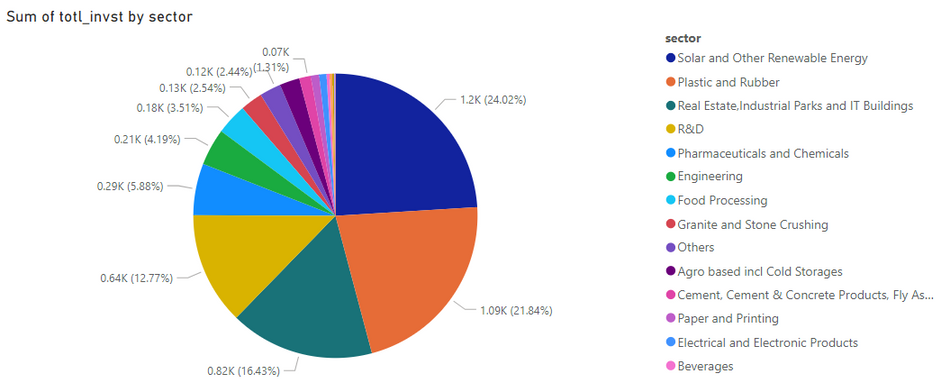 Sum of totl_invst by sector
0.07K
(1.31%)
0.12K (2.44%)
0.13K (2.54%)
0.18K (3.51%)
0.21K (4.19%)
0.29K (5.88%)
0.64K (12.77%)
0.82K (16.43%)
1.09K (21.84%)
1.2K (24.02%)
sector
Solar and Other Renewable Energy
Plastic and Rubber
Real Estate,Industrial Parks and IT Buildings
R&D
Pharmaceuticals and Chemicals
Engineering
Food Processing
Granite and Stone Crushing
Others
Agro based incl Cold Storages
Cement, Cement & Concrete Products, Fly As...
Paper and Printing
Electrical and Electronic Products
Beverages